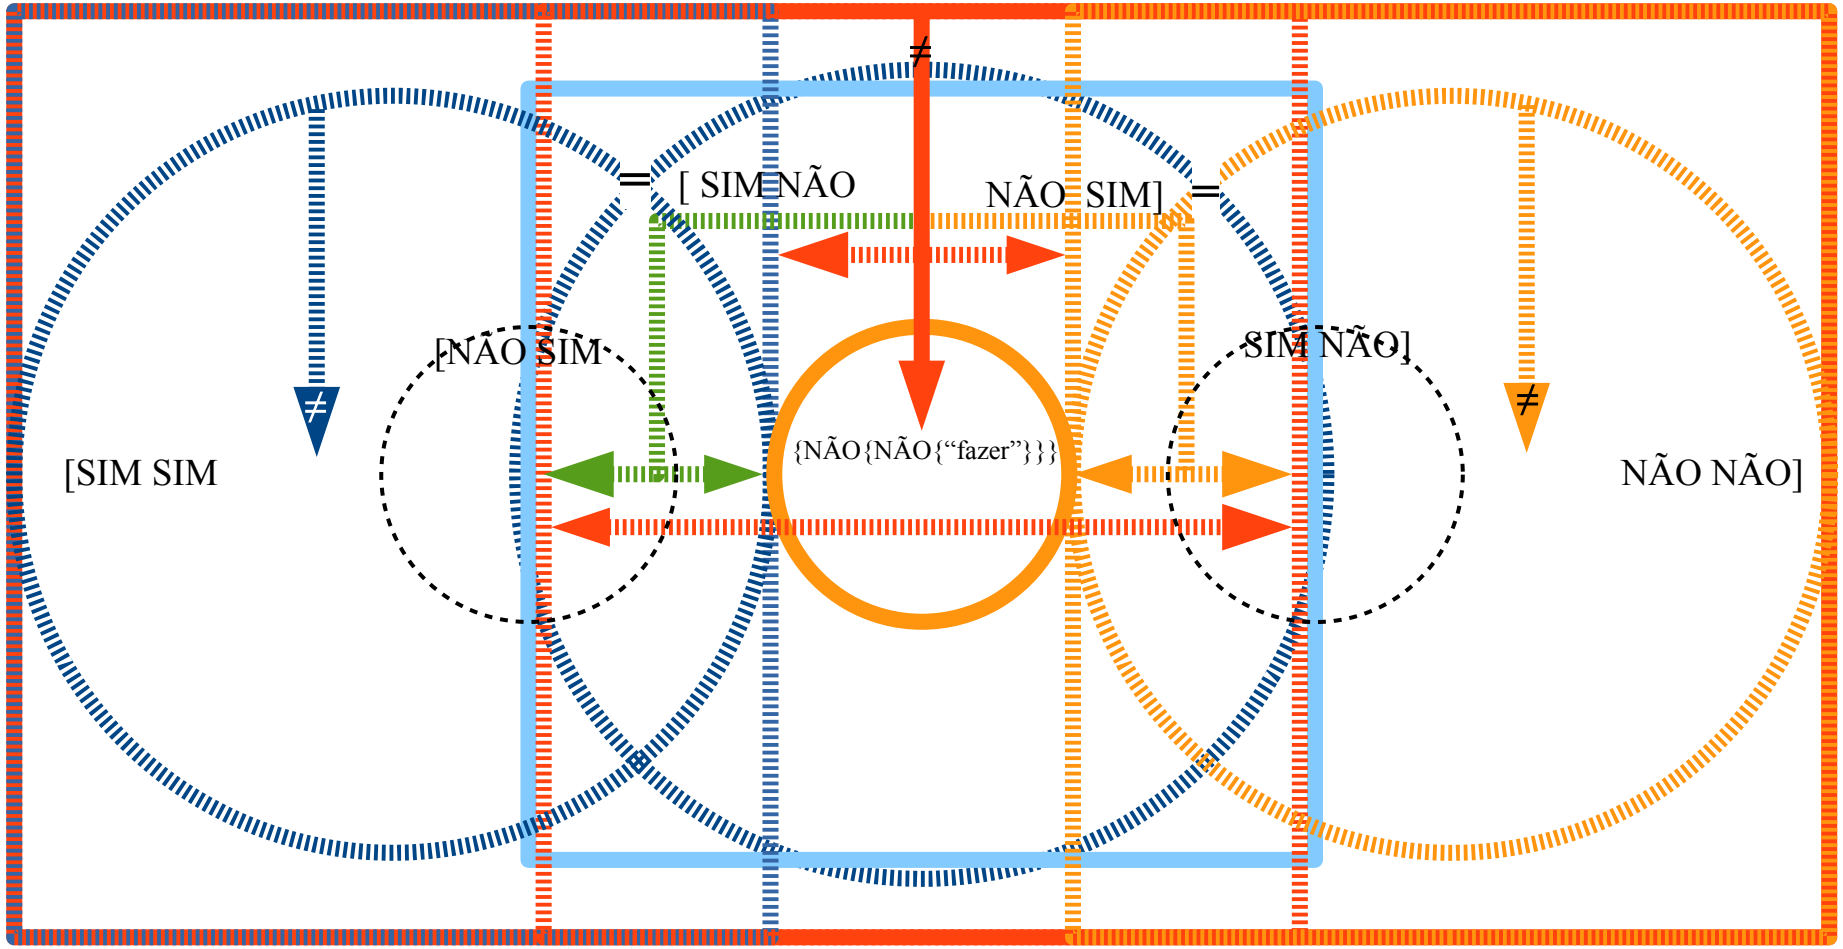 ≠
= [ SIM NÃO NÃO  SIM] =
[NÃO SIM SIM NÃO]
≠ ≠
{NÃO{NÃO{“fazer”}}}
[SIM SIM NÃO NÃO]